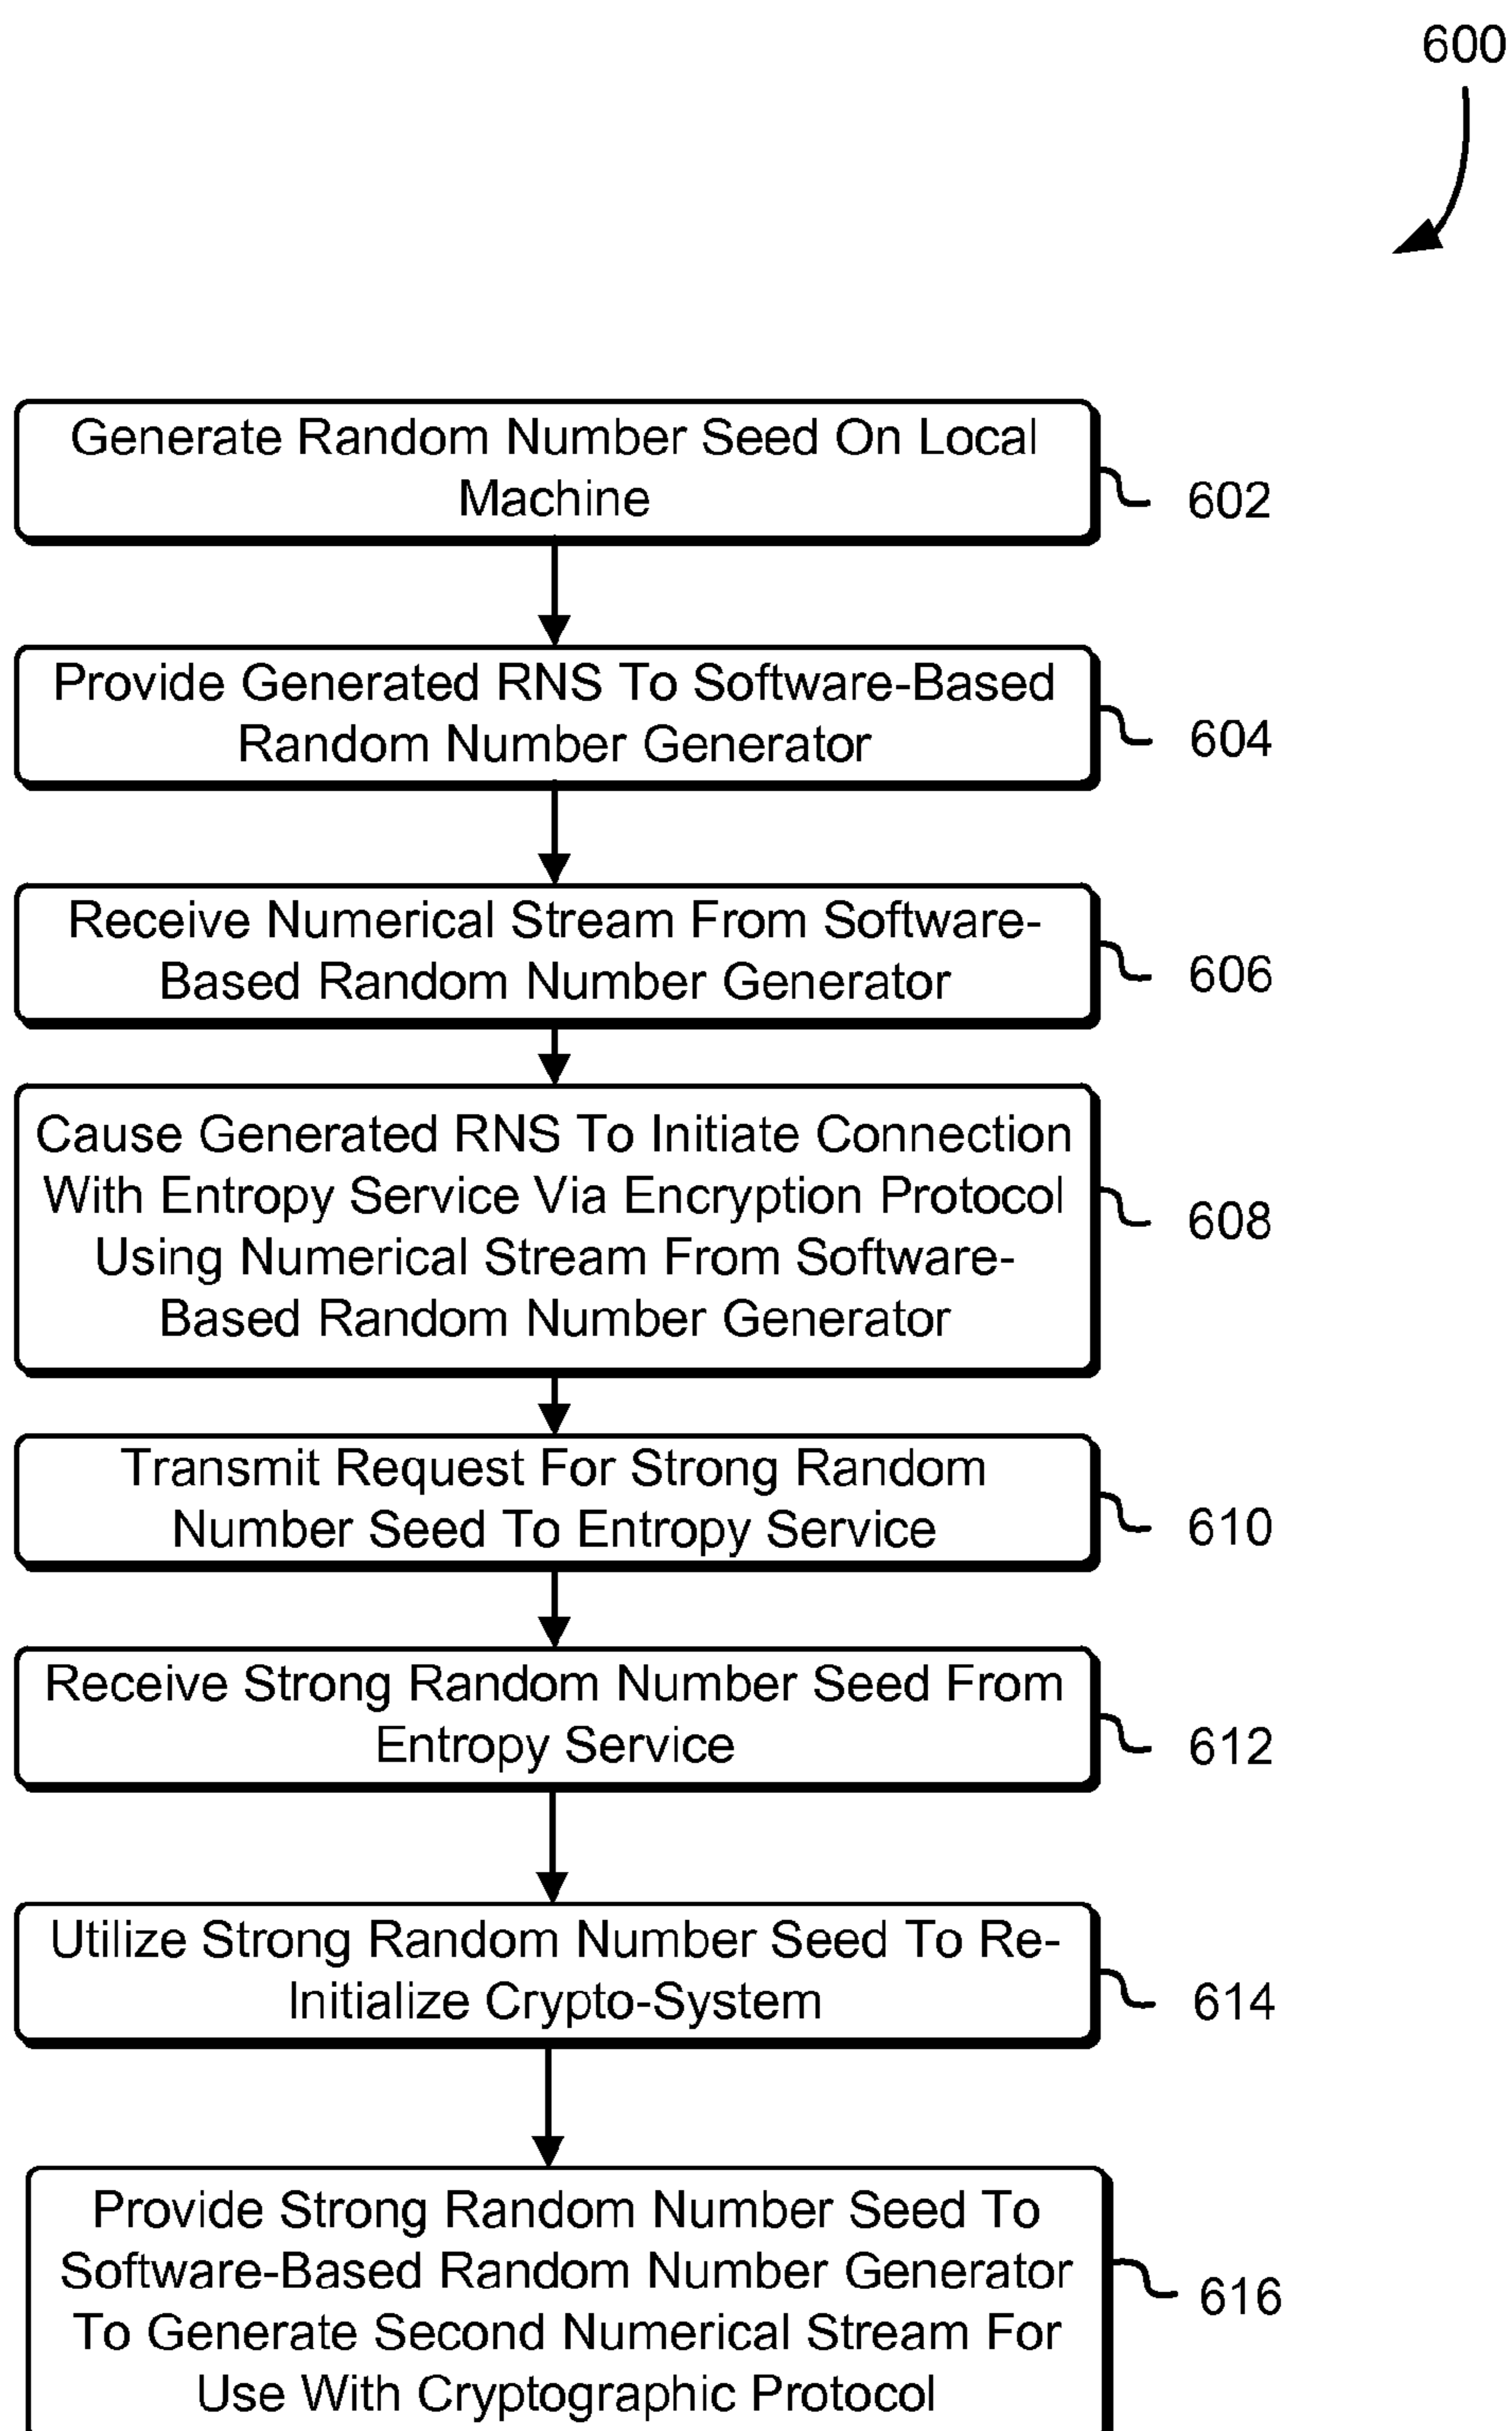 600
Generate Random Number Seed On Local
Machine
602
Provide Generated RNS To Software-Based
Random Number Generator
604
Receive Numerical Stream From Software-
Based Random Number Generator
606
Cause Generated RNS To Initiate Connection
With Entropy Service Via Encryption Protocol
Using Numerical Stream From Software-
Based Random Number Generator
608
Transmit Request For Strong Random
Number Seed To Entropy Service
610
Receive Strong Random Number Seed From
Entropy Service
612
Utilize Strong Random Number Seed To Re-
Initialize Crypto-System
614
Provide Strong Random Number Seed To
Software-Based Random Number Generator
To Generate Second Numerical Stream For
Use With Cryptographic Protocol
616